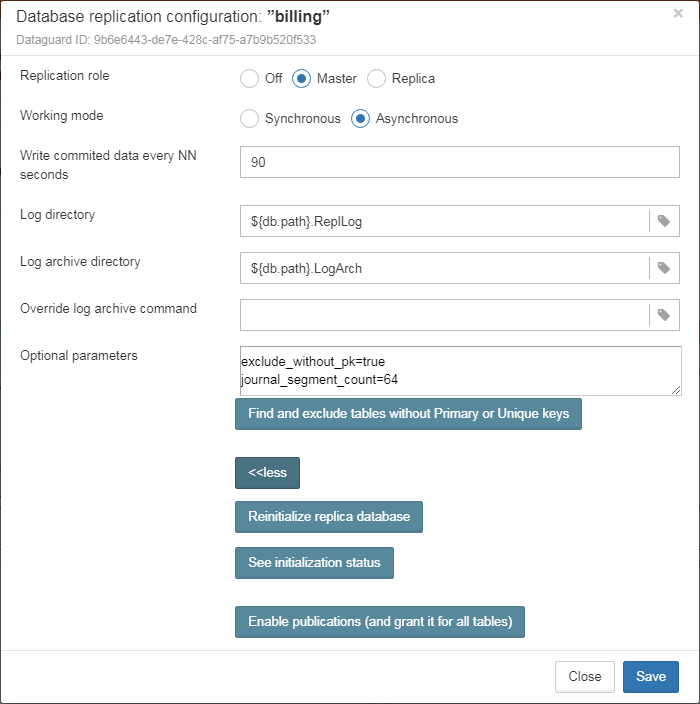 Database replication configuration: ”billing”
×
Dataguard ID: 9b6e6443-de7e-428c-af75-a7b9b520f533
Replication role
Off Master Replica
Working mode
Synchronous Asynchronous
Write commited data every NN
seconds
90
Log directory
${db.path}.ReplLog
Log archive directory
${db.path}.LogArch
Override log archive command
Optional parameters
exclude_without_pk=true
journal_segment_count=64
Find and exclude tables without Primary or Unique keys
<<less
Reinitialize replica database
See initialization status
Enable publications (and grant it for all tables)
Close Save